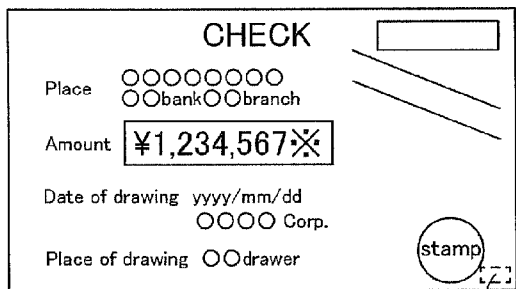 CHECK
Place ○○○○○○○○
○○bank○○branch
Amount ¥1,234,567※
Date of drawing yyyy/mm/dd
○○○○ Corp.
Place of drawing ○○drawer
stamp